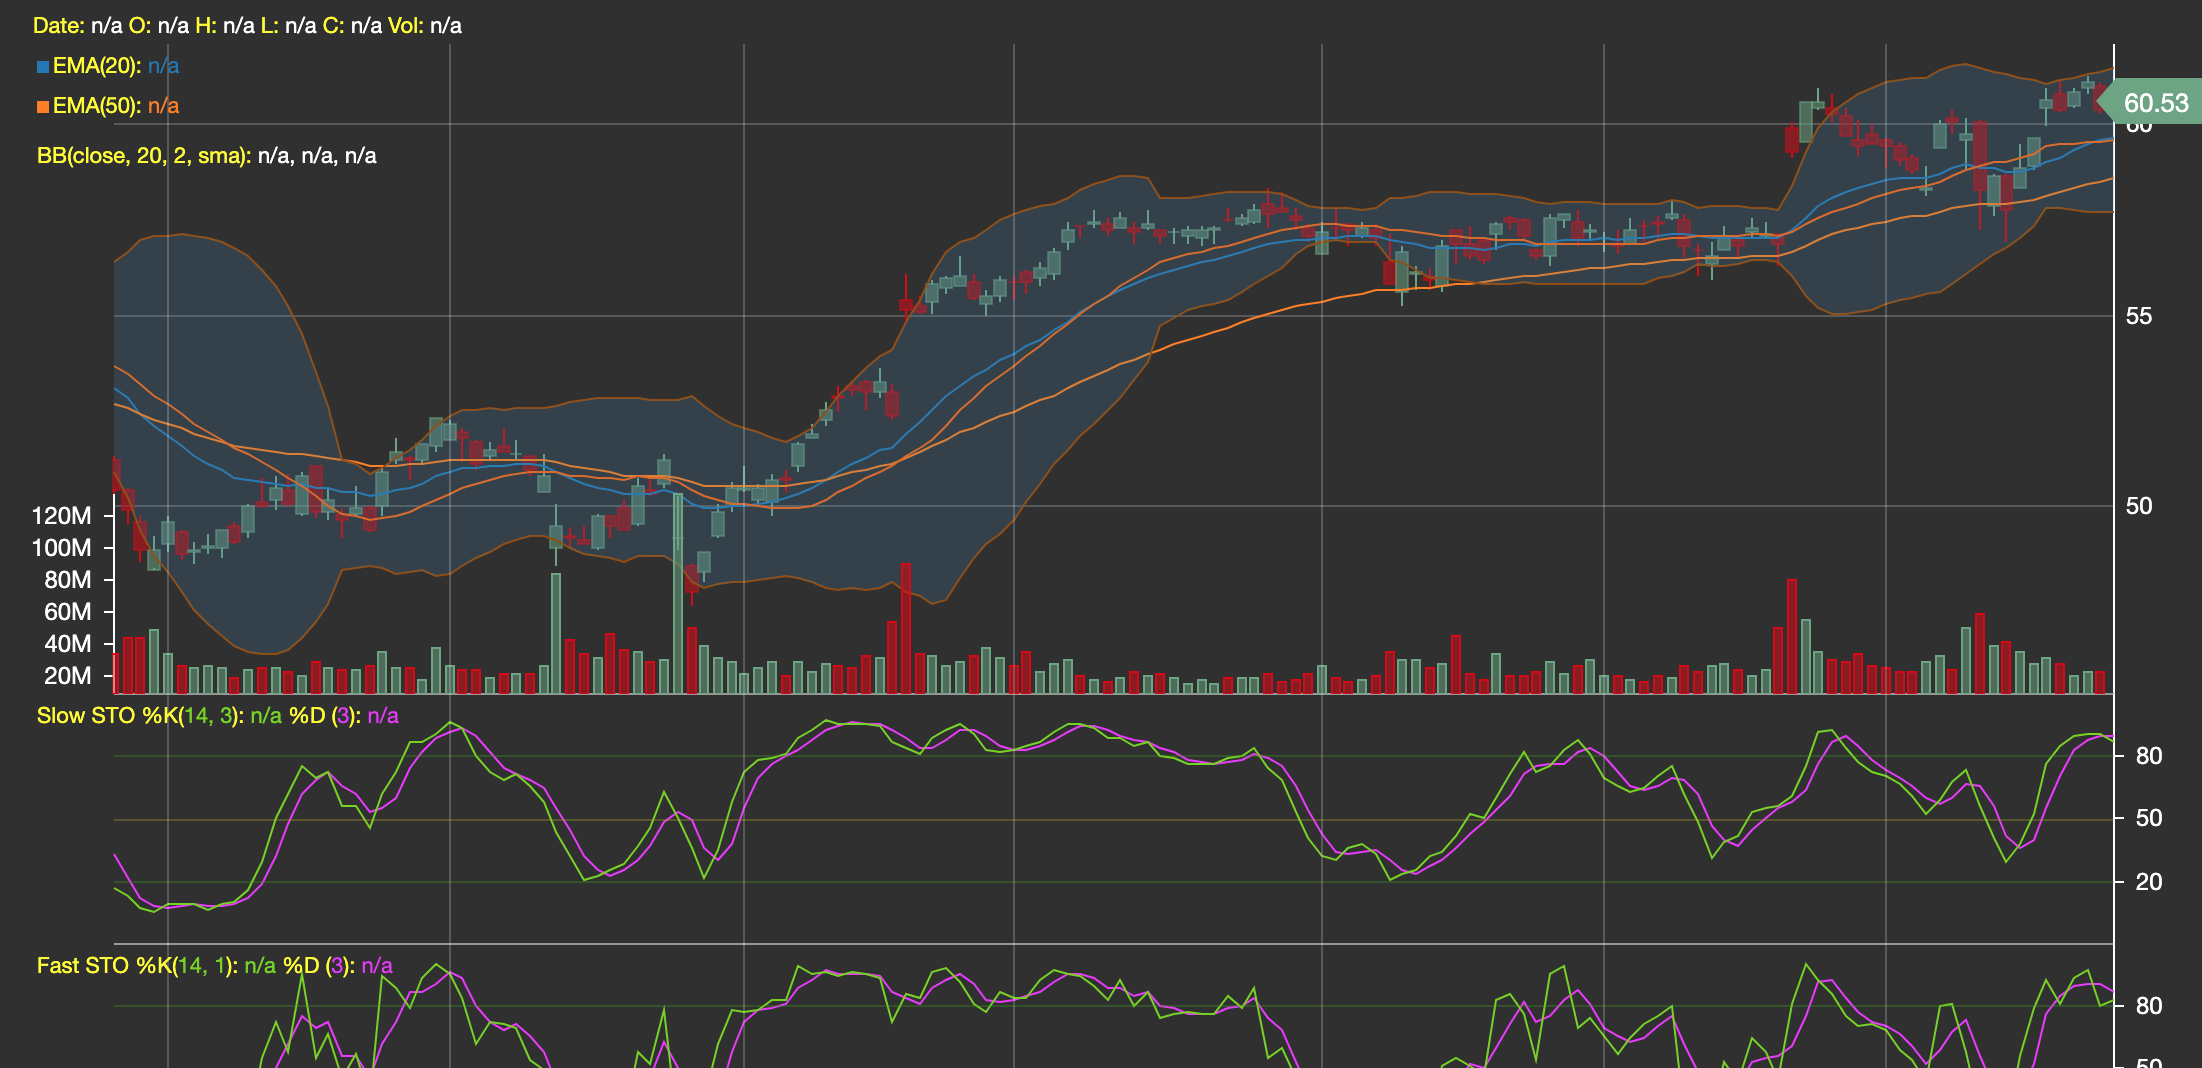 Date: n/a O: n/a H: n/a L: n/a C: n/a Vol: n/a
EMA(20): n/a
EMA(50): n/a
BB(close, 20, 2, sma): n/a, n/a, n/a
60.53
60
55
50
120M
100M
80M
60M
40M
20M
Slow STO %K(14, 3): n/a %D (3): n/a
80
50
20
Fast STO %K(14, 1): n/a %D (3): n/a
80
50